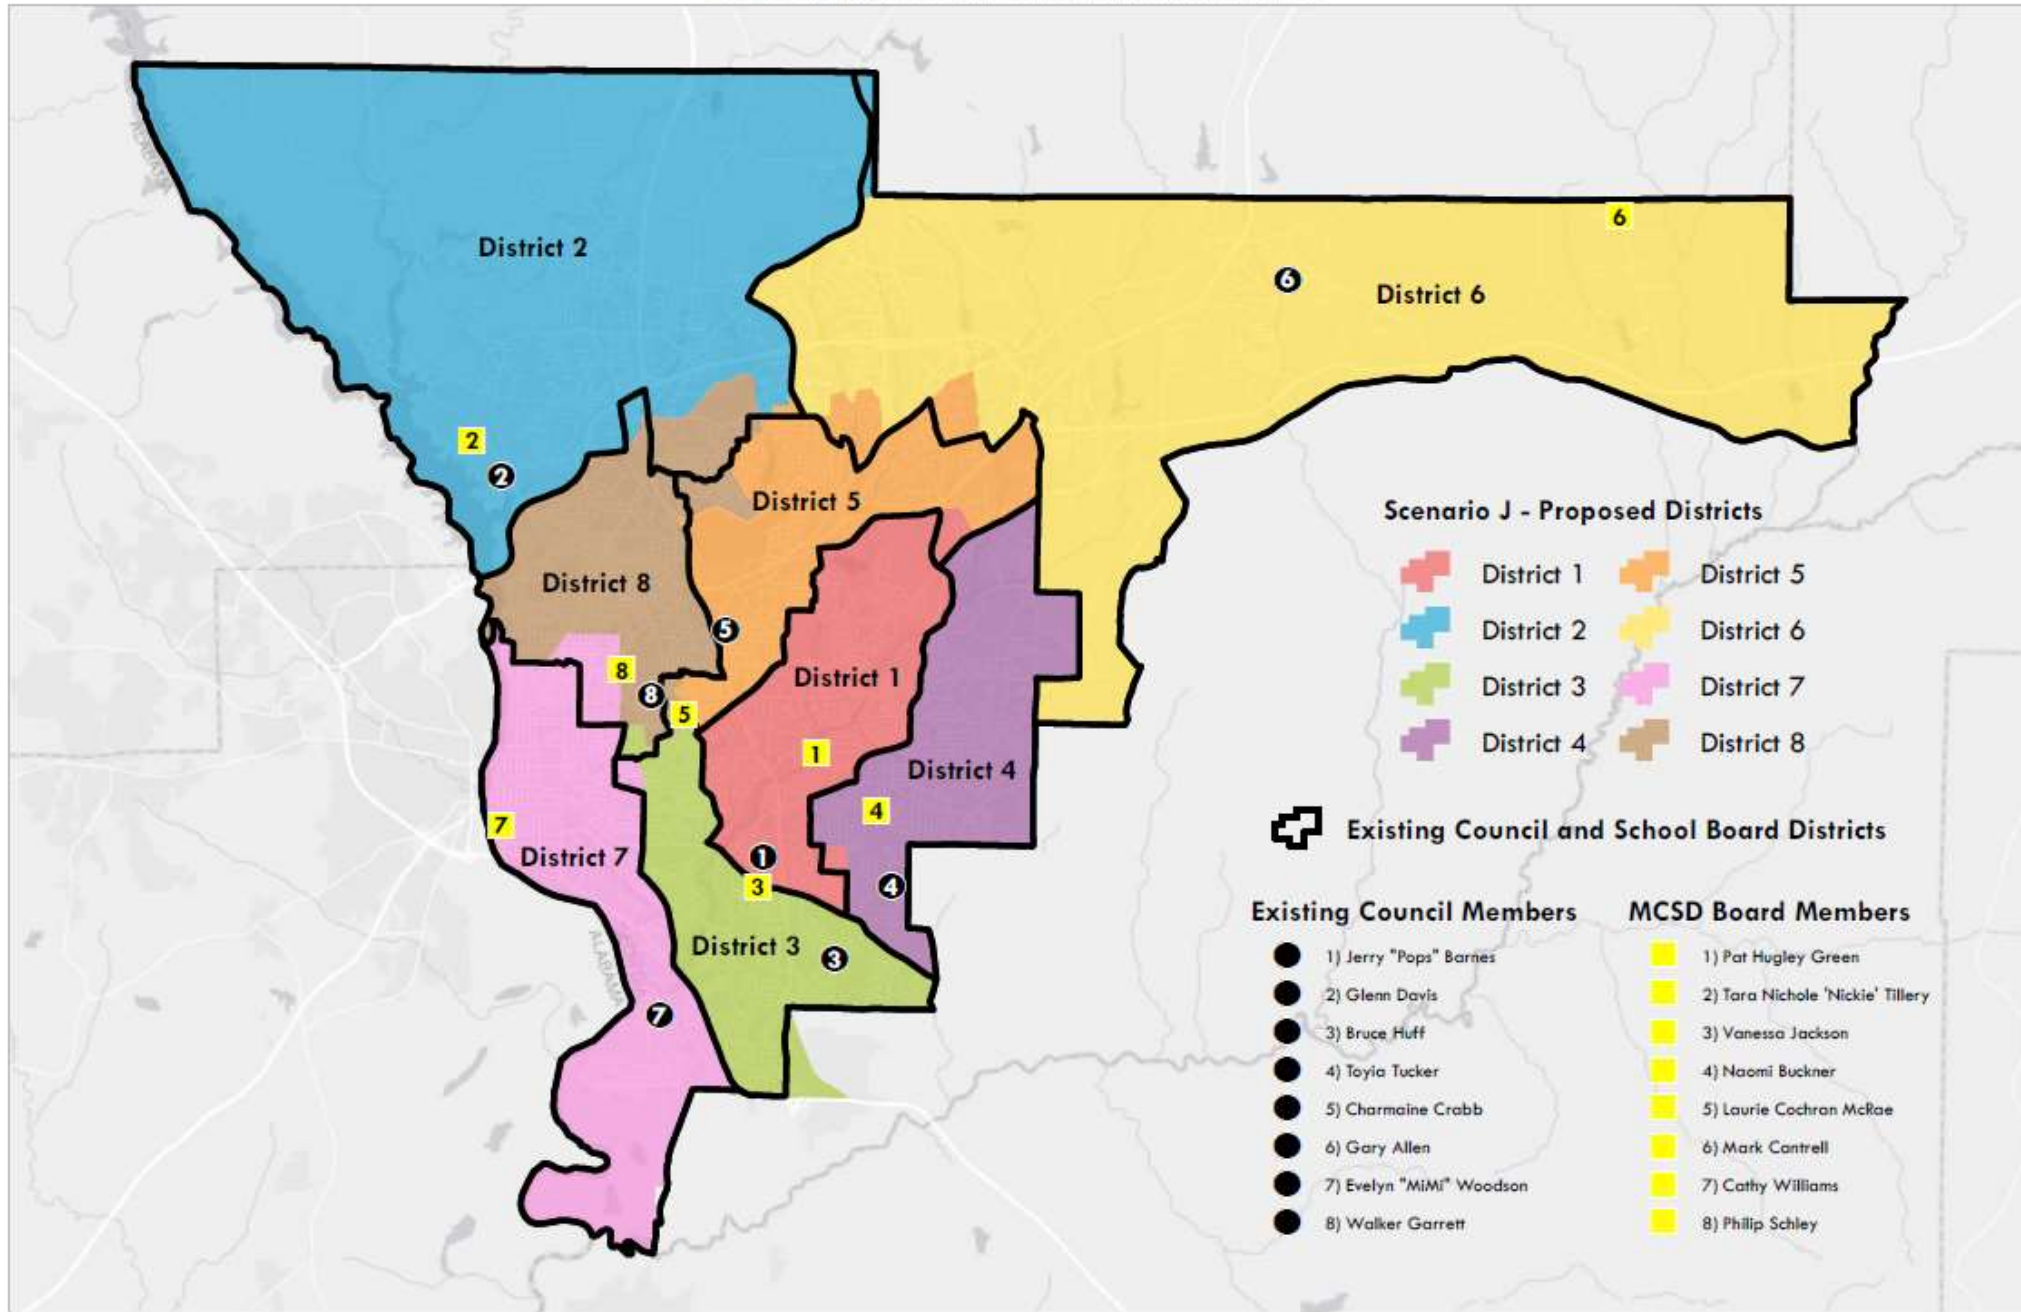 ALABAMA
District 2
6
6
District 6
2
2
District 5
District 8
5
8
8
5
District 1
1
District 4
4
7
District 7
1
3
4
District 3
3
ALABAMA
7
Scenario J - Proposed Districts
District 1
District 5
District 2
District 6
District 3
District 7
District 4
District 8
Existing Council and School Board Districts
Existing Council Members
1) Jerry "Pops" Barnes
2) Glenn Davis
3) Bruce Huff
4) Toyia Tucker
5) Charmaine Crabb
6) Gary Allen
7) Evelyn "MiMi" Woodson
8) Walker Garrett
MCSD Board Members
1) Pat Hugley Green
2) Tara Nichole 'Nickie' Tillery
3) Vanessa Jackson
4) Naomi Buckner
5) Laurie Cochran McRae
6) Mark Cantrell
7) Cathy Williams
8) Philip Schley